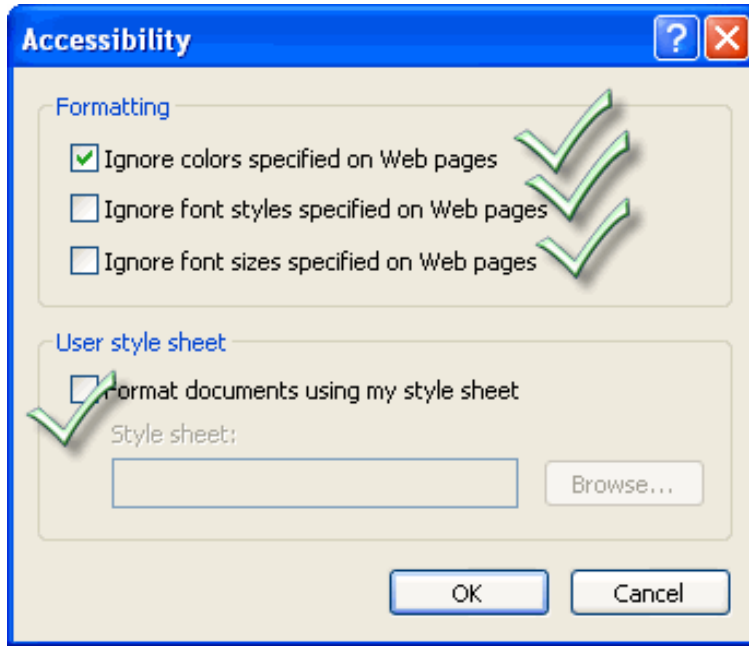 Accessibility
Formatting
Ignore colors specified on Web pages
Ignore font styles specified on Web pages
Ignore font sizes specified on Web pages
User style sheet
Format documents using my style sheet
Style sheet:
Browse...
OK Cancel